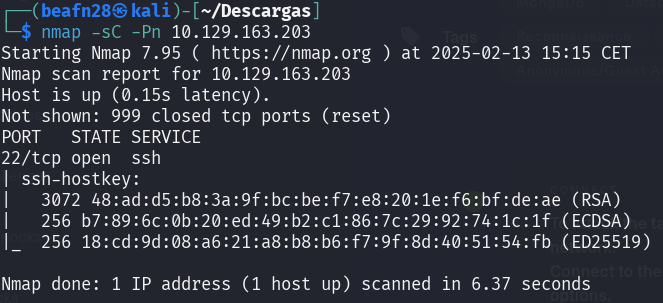 ┌──(beafn28㉿kali)-[~/Descargas]
└─$ nmap -sC -Pn 10.129.163.203
Starting Nmap 7.95 ( https://nmap.org ) at 2025-02-13 15:15 CET
Nmap scan report for 10.129.163.203
Host is up (0.15s latency).
Not shown: 999 closed tcp ports (reset)
PORT   STATE SERVICE
22/tcp open  ssh
| ssh-hostkey:
|   3072 48:ad:d5:b8:3a:9f:bc:be:f7:e8:20:1e:f6:bf:de:ae (RSA)
|   256 b7:89:6c:0b:20:ed:49:b2:c1:86:7c:29:92:74:1c:1f (ECDSA)
|_  256 18:cd:9d:08:a6:21:a8:b8:b6:f7:9f:8d:40:51:54:fb (ED25519)
Nmap done: 1 IP address (1 host up) scanned in 6.37 seconds
Tags
Connect to the
options.